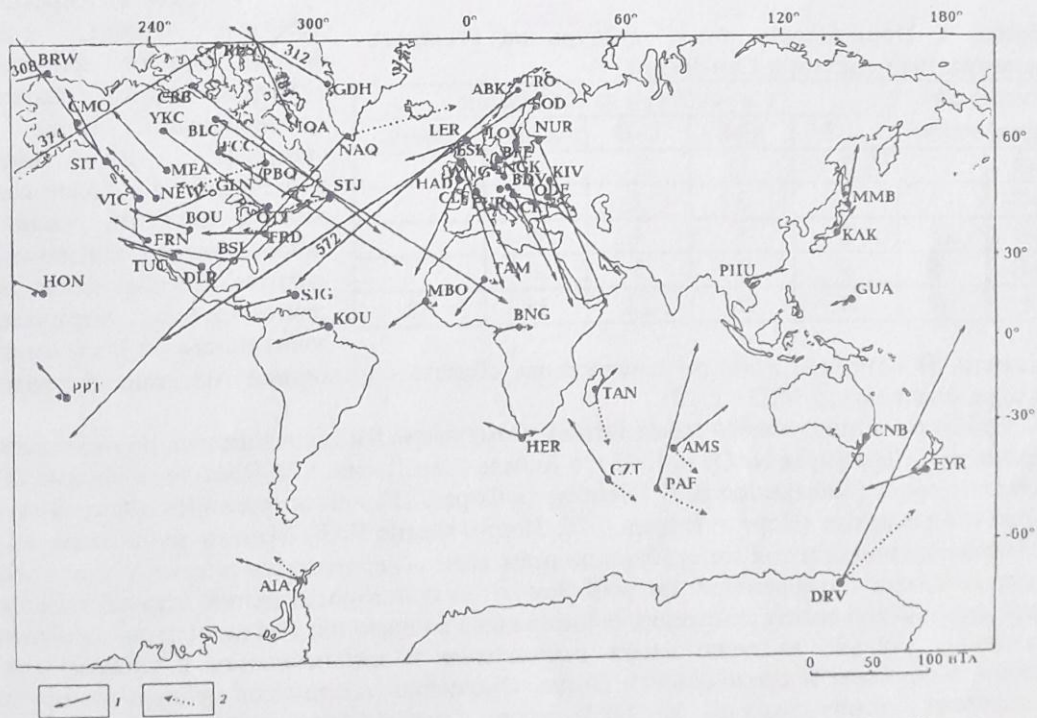 240° 300° 0° 60° 120° 180°
308 BRW 312
CMO CBB GDH ABK TRO
SOD
YKC IQA
374 BLC FCC LER LOV NUR 60°
NAQ
SIT MEA PBQ
VIC NEW STJ HAD KIV
BOU OTT MMB
FRN BSL FRD 572 KAK
30°
TUC DLR TAM PHU
HON SJG MBO GUA
BNG
KOU 0°
PPT TAN
-30°
HER AMS CNB
CZT PAF EYR
-60°
AIA DRV
0 50 100 нТл
1 2